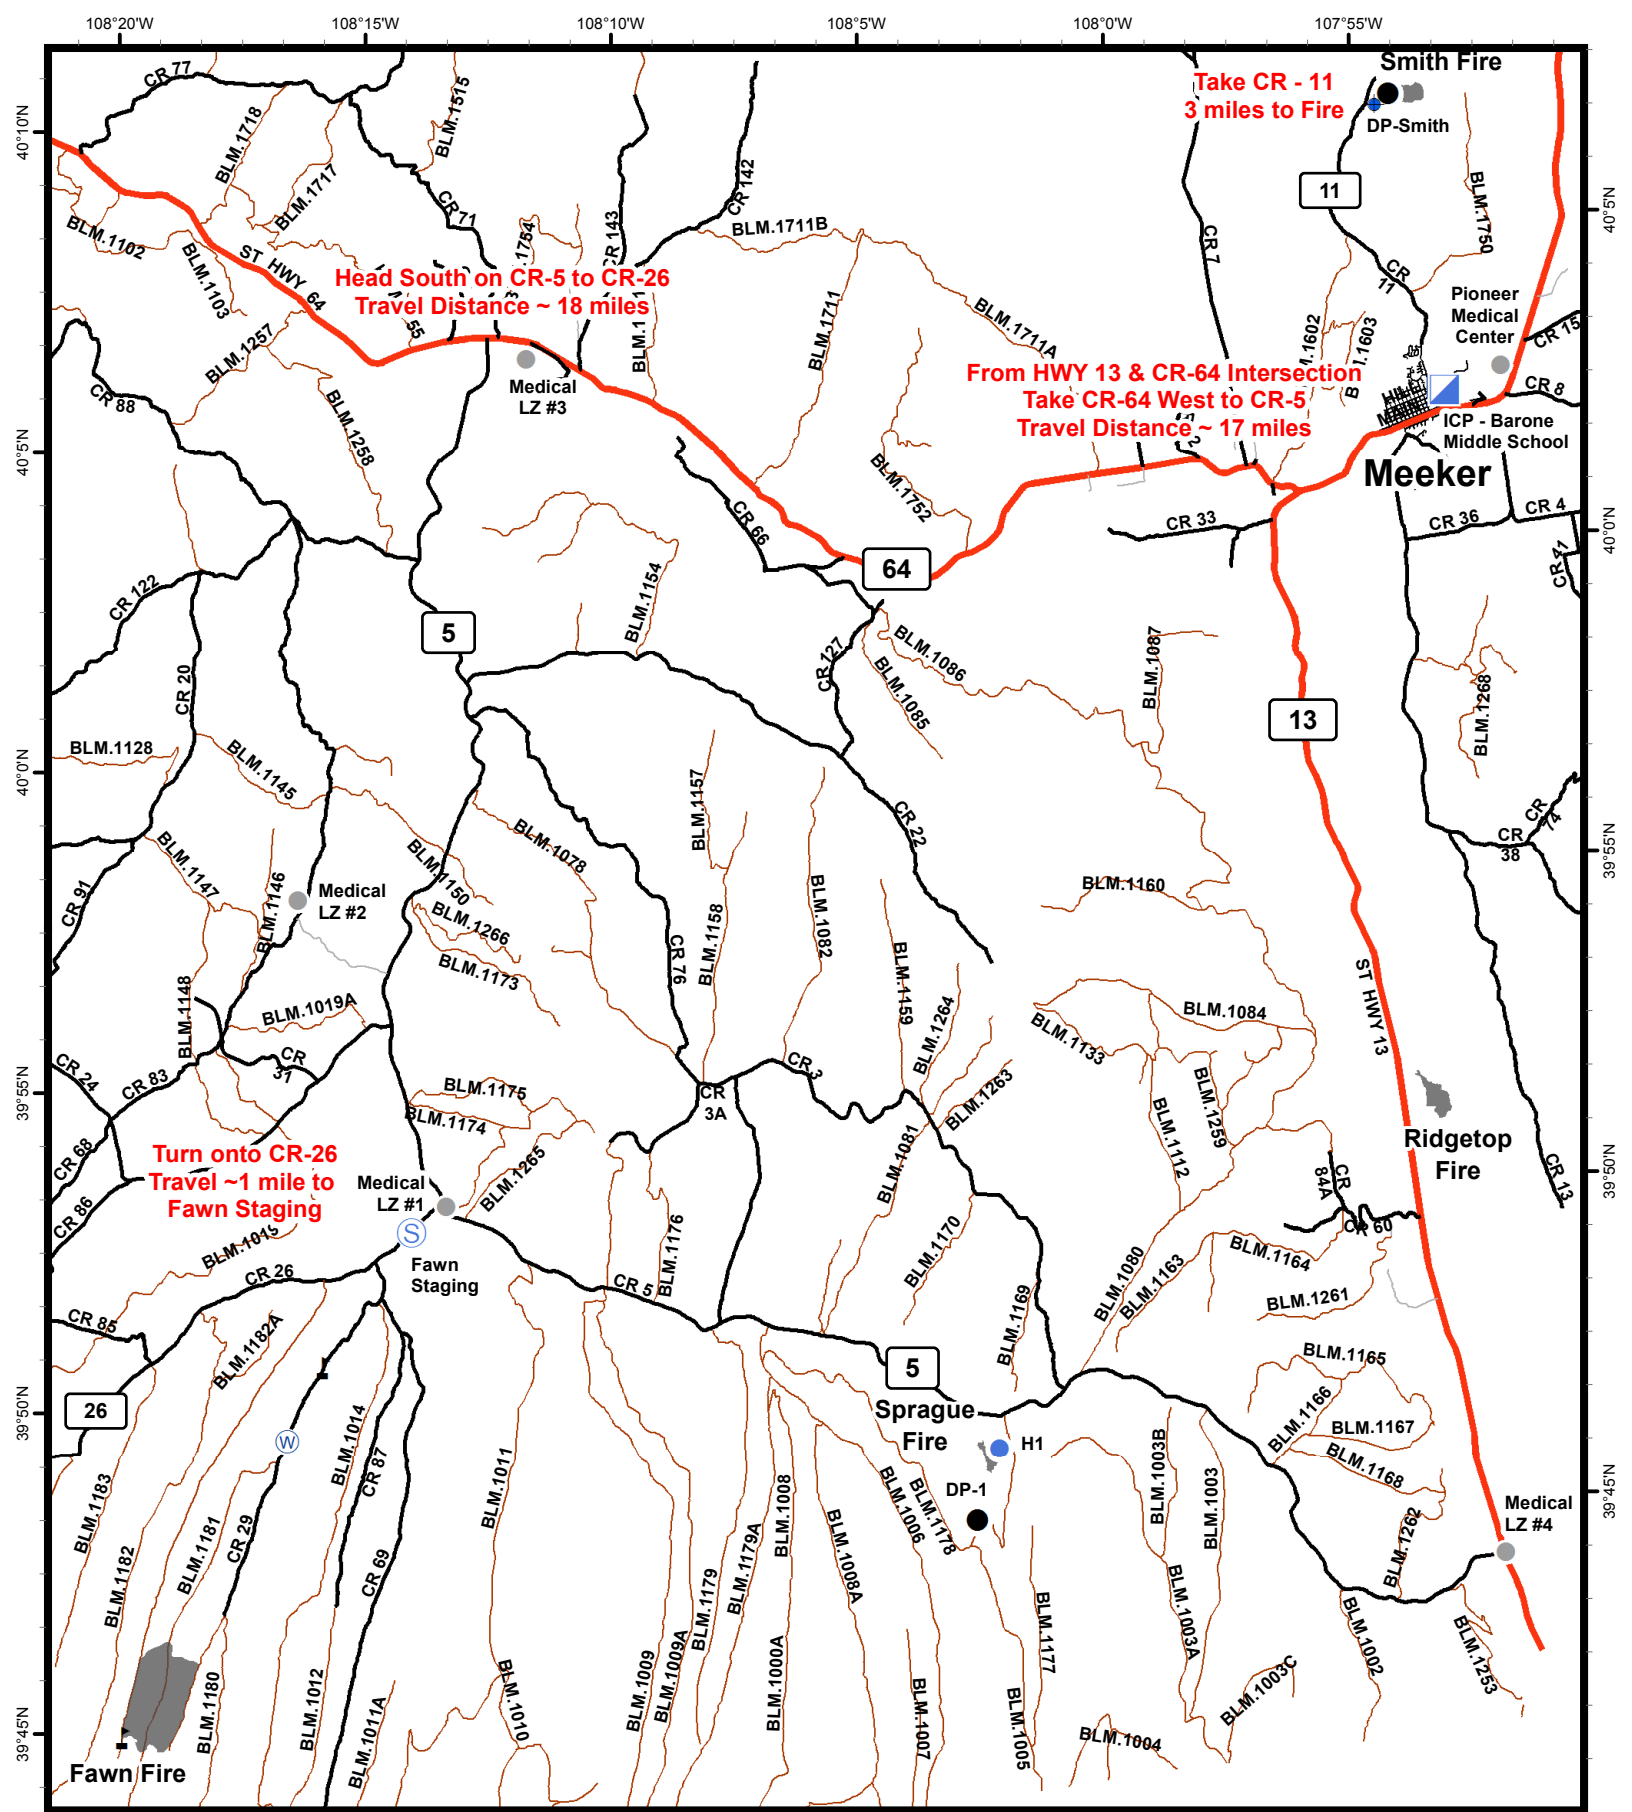 108°20'W
108°15'W
108°10'W
108°5'W
108°0'W
107°55'W
40°10'N
40°5'N
40°0'N
39°55'N
39°50'N
39°45'N
40°5'N
40°0'N
39°55'N
39°50'N
39°45'N
Smith Fire
Take CR - 11
3 miles to Fire
DP-Smith
CR 77
BLM.1718
BLM.1515
BLM.1717
CR 71
CR 142
CR 143
11
BLM.1750
BLM.1102
BLM.1103
ST HWY 64
BLM.1711B
CR 7
CR
11
Head South on CR-5 to CR-26
Travel Distance ~ 18 miles
BLM.1711
BLM.1711A
Pioneer
Medical
Center
CR 15
BLM.1257
Medical
LZ #3
From HWY 13 & CR-64 Intersection
Take CR-64 West to CR-5
Travel Distance ~ 17 miles
CR 8
CR 88
BLM.1258
ICP - Barone
Middle School
Meeker
BLM.1752
CR 66
CR 33
CR 36
CR 4
64
CR 122
5
BLM.1154
CR 127
BLM.1086
BLM.1085
BLM.1087
CR 20
13
BLM.1268
BLM.1128
BLM.1145
BLM.1157
CR 22
CR
74
CR
38
BLM.1078
BLM.1147
BLM.1150
BLM.1146
CR 91
Medical
LZ #2
BLM.1266
BLM.1173
CR 76
BLM.1158
BLM.1082
BLM.1159
BLM.1160
ST HWY 13
BLM.1148
BLM.1019A
BLM.1264
BLM.1133
BLM.1084
CR 24
CR 83
CR
31
CR 3
CR
3A
BLM.1263
BLM.1175
BLM.1174
BLM.1259
BLM.1112
Ridgetop
Fire
CR 68
CR 86
Turn onto CR-26
Travel ~1 mile to
Fawn Staging
Medical
LZ #1
BLM.1265
BLM.1081
CR
84A
CR 60
CR 13
S
Fawn
Staging
BLM.1176
BLM.1170
BLM.1080
BLM.1163
BLM.1164
BLM.1261
CR 26
CR 5
CR 85
BLM.1182A
BLM.1169
BLM.1165
5
26
Sprague
Fire
H1
DP-1
W
BLM.1166
BLM.1167
BLM.1168
BLM.1014
CR 87
BLM.1011
BLM.1008
BLM.1006
BLM.1178
BLM.1003B
BLM.1003
Medical
LZ #4
BLM.1183
BLM.1182
BLM.1181
CR 29
CR 69
BLM.1179
BLM.1179A
BLM.1008A
BLM.1262
BLM.1177
BLM.1003A
BLM.1002
BLM.1253
BLM.1180
BLM.1012
BLM.1011A
BLM.1010
BLM.1009
BLM.1009A
BLM.1000A
BLM.1007
BLM.1005
BLM.1004
BLM.1003C
Fawn Fire